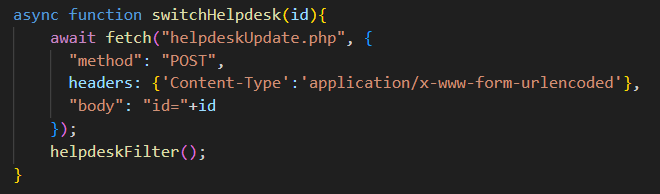 async function switchHelpdesk(id){
    await fetch("helpdeskUpdate.php", {
      "method": "POST",
      headers: {'Content-Type':'application/x-www-form-urlencoded'},
      "body": "id="+id
    });
    helpdeskFilter();
}